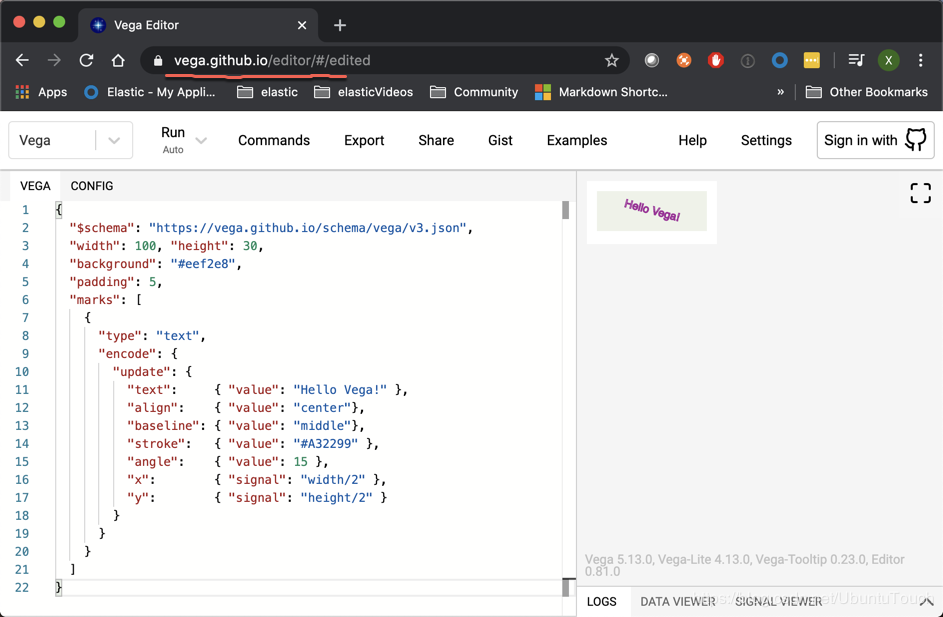 Vega Editor
vega.github.io/editor/#/edited
X
Apps
Elastic - My Appli...
elastic
elasticVideos
Community
Markdown Shortc...
»
Other Bookmarks
Vega
Run
Auto
Commands
Export
Share
Gist
Examples
Help
Settings
Sign in with
VEGA
CONFIG
1 {
2 "$schema": "https://vega.github.io/schema/vega/v3.json",
3 "width": 100, "height": 30,
4 "background": "#eef2e8",
5 "padding": 5,
6 "marks": [
7 {
8 "type": "text",
9 "encode": {
10 "update": {
11 "text": { "value": "Hello Vega!" },
12 "align": { "value": "center"},
13 "baseline": { "value": "middle"},
14 "stroke": { "value": "#A32299" },
15 "angle": { "value": 15 },
16 "x": { "signal": "width/2" },
17 "y": { "signal": "height/2" }
18 }
19 }
20 }
21 ]
22 }
Hello Vega!
Vega 5.13.0, Vega-Lite 4.13.0, Vega-Tooltip 0.23.0, Editor
0.81.0
LOGS
DATA VIEWER
SIGNAL VIEWER